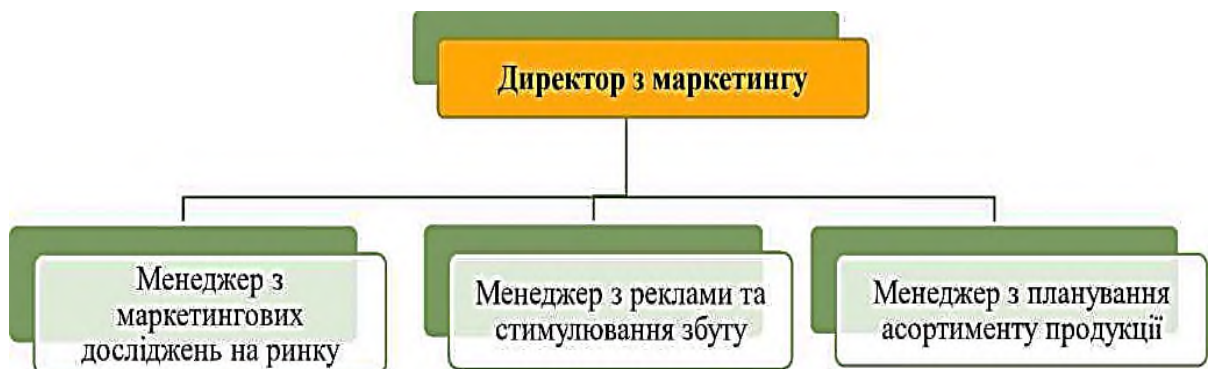 Директор з маркетингу
Менеджер з
маркетингових
досліджень на ринку
Менеджер з реклами та
стимулювання збуту
Менеджер з планування
асортименту продукції